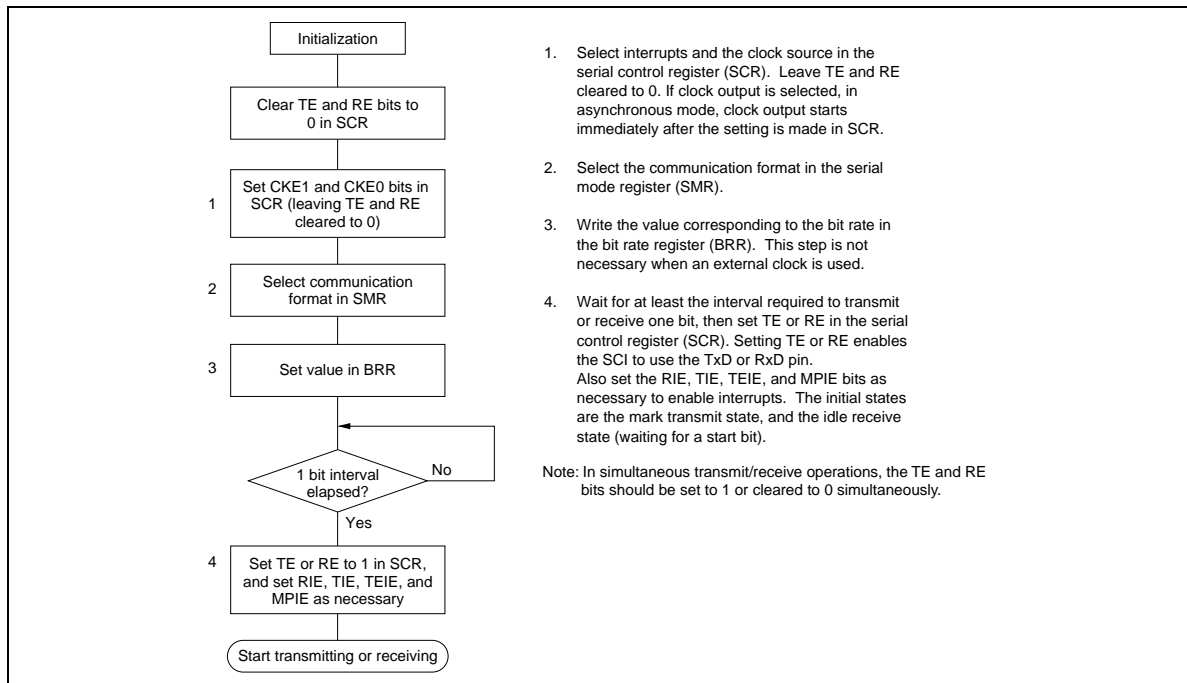 Initialization
Clear TE and RE bits to
0 in SCR
1
Set CKE1 and CKE0 bits in
SCR (leaving TE and RE
cleared to 0)
2
Select communication
format in SMR
3
Set value in BRR
1 bit interval
elapsed?
No
Yes
4
Set TE or RE to 1 in SCR,
and set RIE, TIE, TEIE, and
MPIE as necessary
Start transmitting or receiving
1. Select interrupts and the clock source in the
serial control register (SCR). Leave TE and RE
cleared to 0. If clock output is selected, in
asynchronous mode, clock output starts
immediately after the setting is made in SCR.
2. Select the communication format in the serial
mode register (SMR).
3. Write the value corresponding to the bit rate in
the bit rate register (BRR). This step is not
necessary when an external clock is used.
4. Wait for at least the interval required to transmit
or receive one bit, then set TE or RE in the serial
control register (SCR). Setting TE or RE enables
the SCI to use the TxD or RxD pin.
Also set the RIE, TIE, TEIE, and MPIE bits as
necessary to enable interrupts. The initial states
are the mark transmit state, and the idle receive
state (waiting for a start bit).
Note: In simultaneous transmit/receive operations, the TE and RE
bits should be set to 1 or cleared to 0 simultaneously.